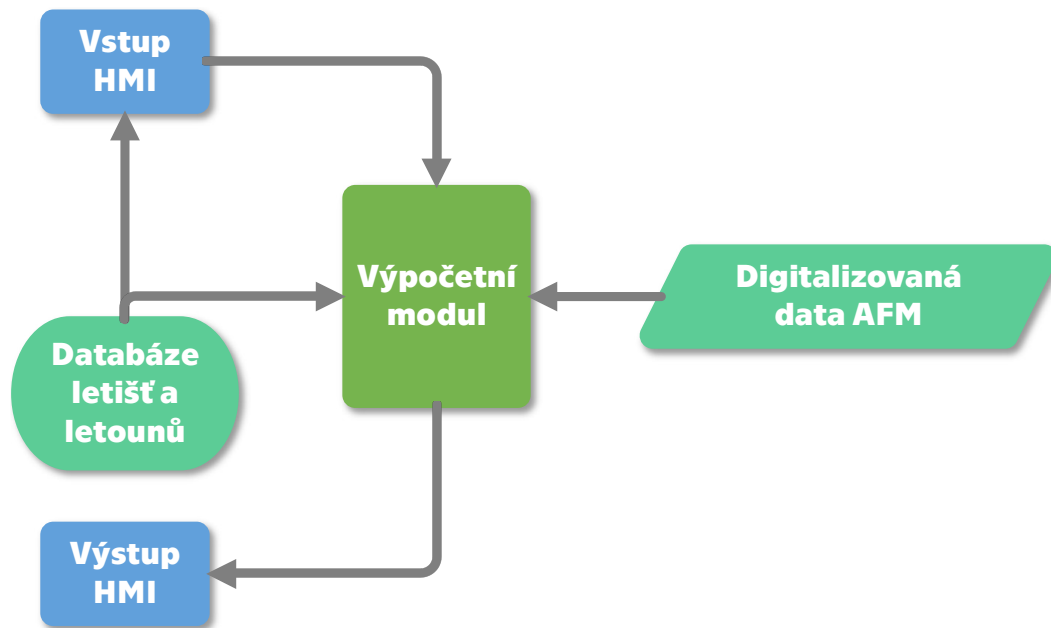 Vstup
HMI
Výpočetní
modul
Digitalizovaná
data AFM
Databáze
letišť a
letounů
Výstup
HMI